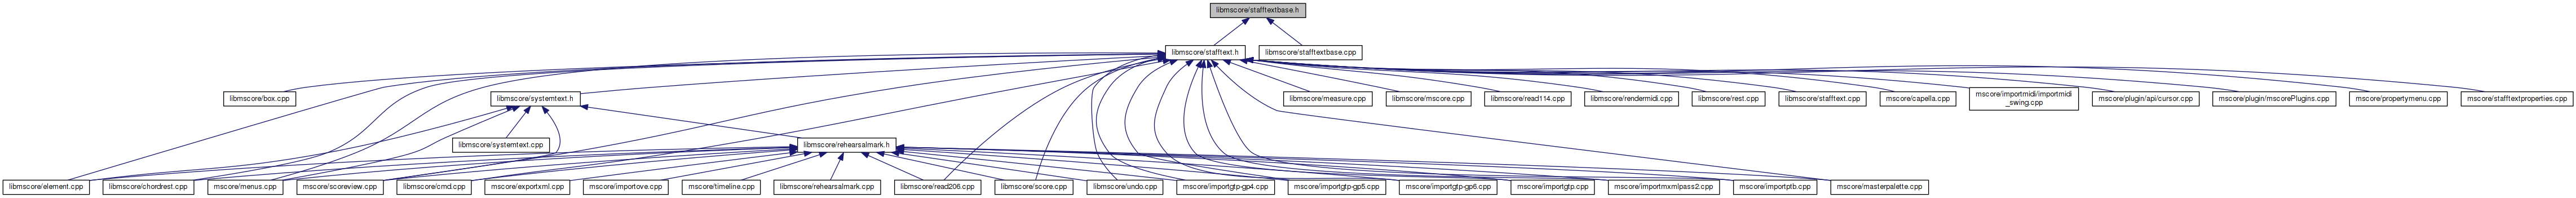 libmscore/stafftextbase.h
libmscore/stafftext.h
libmscore/stafftextbase.cpp
libmscore/box.cpp
libmscore/systemtext.h
libmscore/measure.cpp
libmscore/mscore.cpp
libmscore/read114.cpp
libmscore/rendermidi.cpp
libmscore/rest.cpp
libmscore/stafftext.cpp
mscore/capella.cpp
mscore/importmidi/importmidi
_swing.cpp
mscore/plugin/api/cursor.cpp
mscore/plugin/mscorePlugins.cpp
mscore/propertymenu.cpp
mscore/stafftextproperties.cpp
libmscore/systemtext.cpp
libmscore/rehearsalmark.h
libmscore/element.cpp
libmscore/chordrest.cpp
mscore/menus.cpp
mscore/scoreview.cpp
libmscore/cmd.cpp
mscore/exportxml.cpp
mscore/importove.cpp
mscore/timeline.cpp
libmscore/rehearsalmark.cpp
libmscore/read206.cpp
libmscore/score.cpp
libmscore/undo.cpp
mscore/importgtp-gp4.cpp
mscore/importgtp-gp5.cpp
mscore/importgtp-gp6.cpp
mscore/importgtp.cpp
mscore/importmxmlpass2.cpp
mscore/importptb.cpp
mscore/masterpalette.cpp